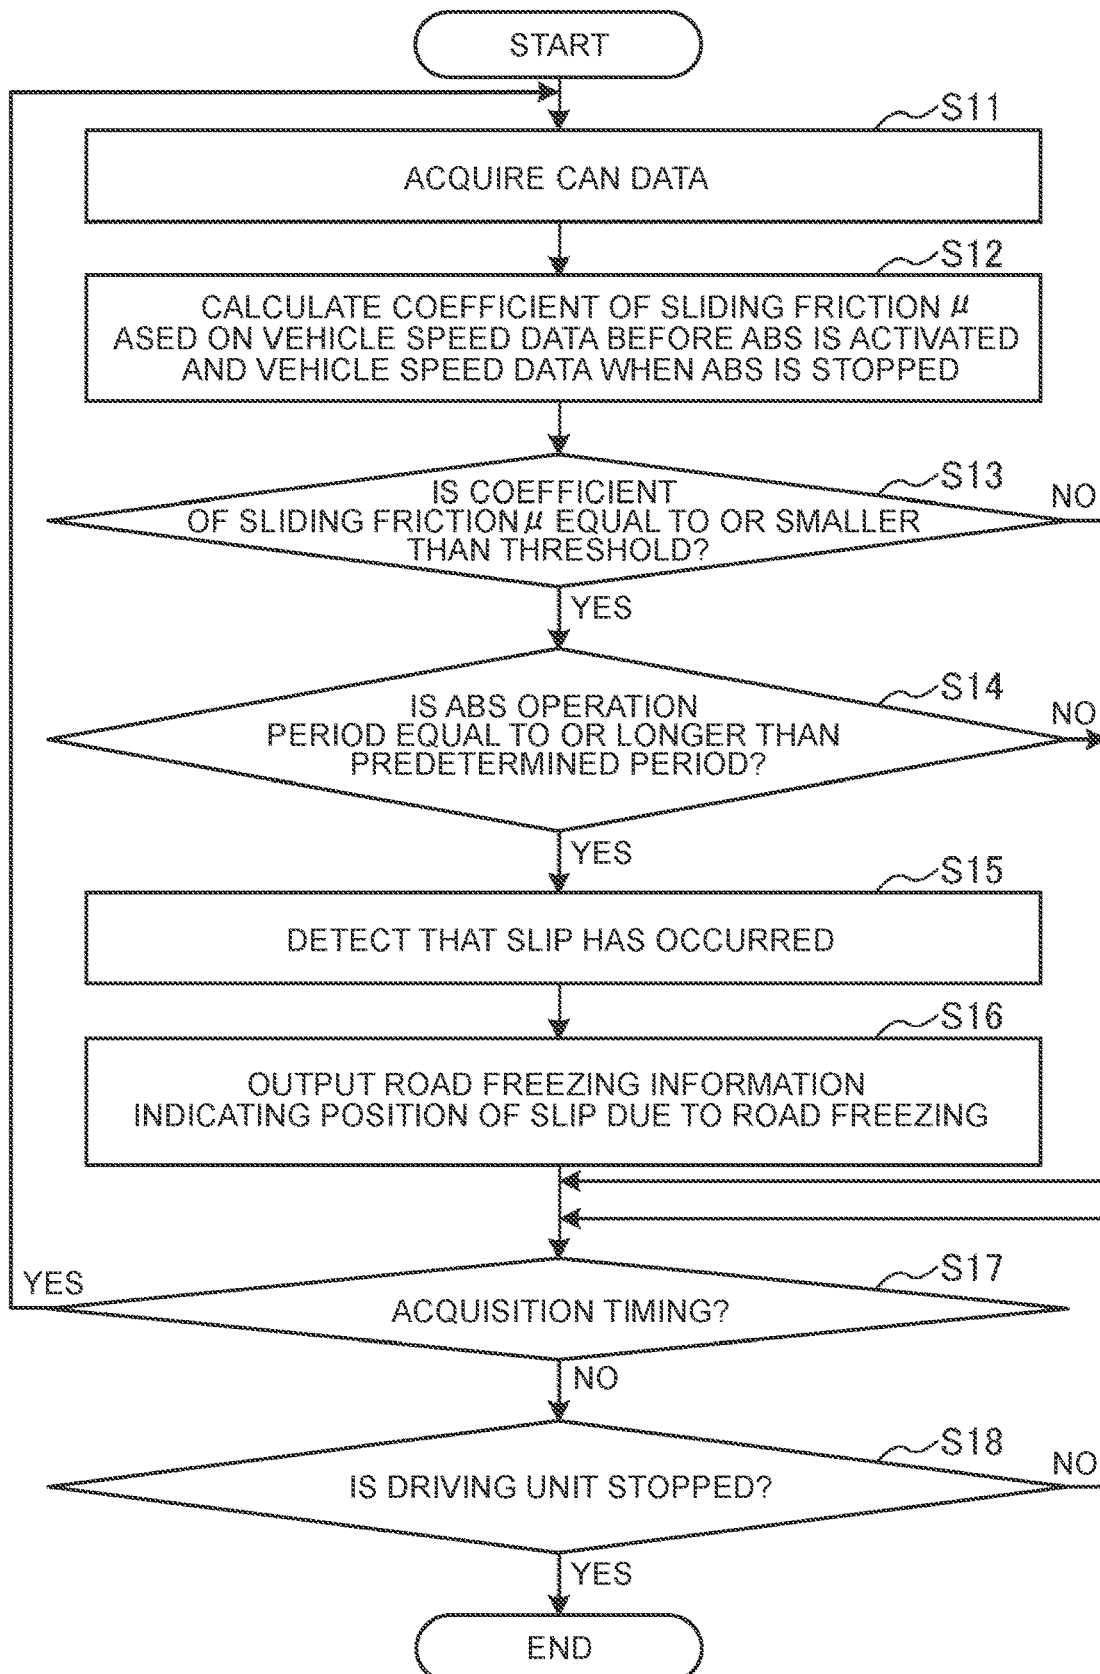 START
S11
ACQUIRE CAN DATA
S12
CALCULATE COEFFICIENT OF SLIDING FRICTION μ
ASED ON VEHICLE SPEED DATA BEFORE ABS IS ACTIVATED
AND VEHICLE SPEED DATA WHEN ABS IS STOPPED
S13
NO
IS COEFFICIENT
OF SLIDING FRICTION μ EQUAL TO OR SMALLER
THAN THRESHOLD?
YES
S14
NO
IS ABS OPERATION
PERIOD EQUAL TO OR LONGER THAN
PREDETERMINED PERIOD?
YES
S15
DETECT THAT SLIP HAS OCCURRED
S16
OUTPUT ROAD FREEZING INFORMATION
INDICATING POSITION OF SLIP DUE TO ROAD FREEZING
YES
S17
ACQUISITION TIMING?
NO
S18
NO
IS DRIVING UNIT STOPPED?
YES
END